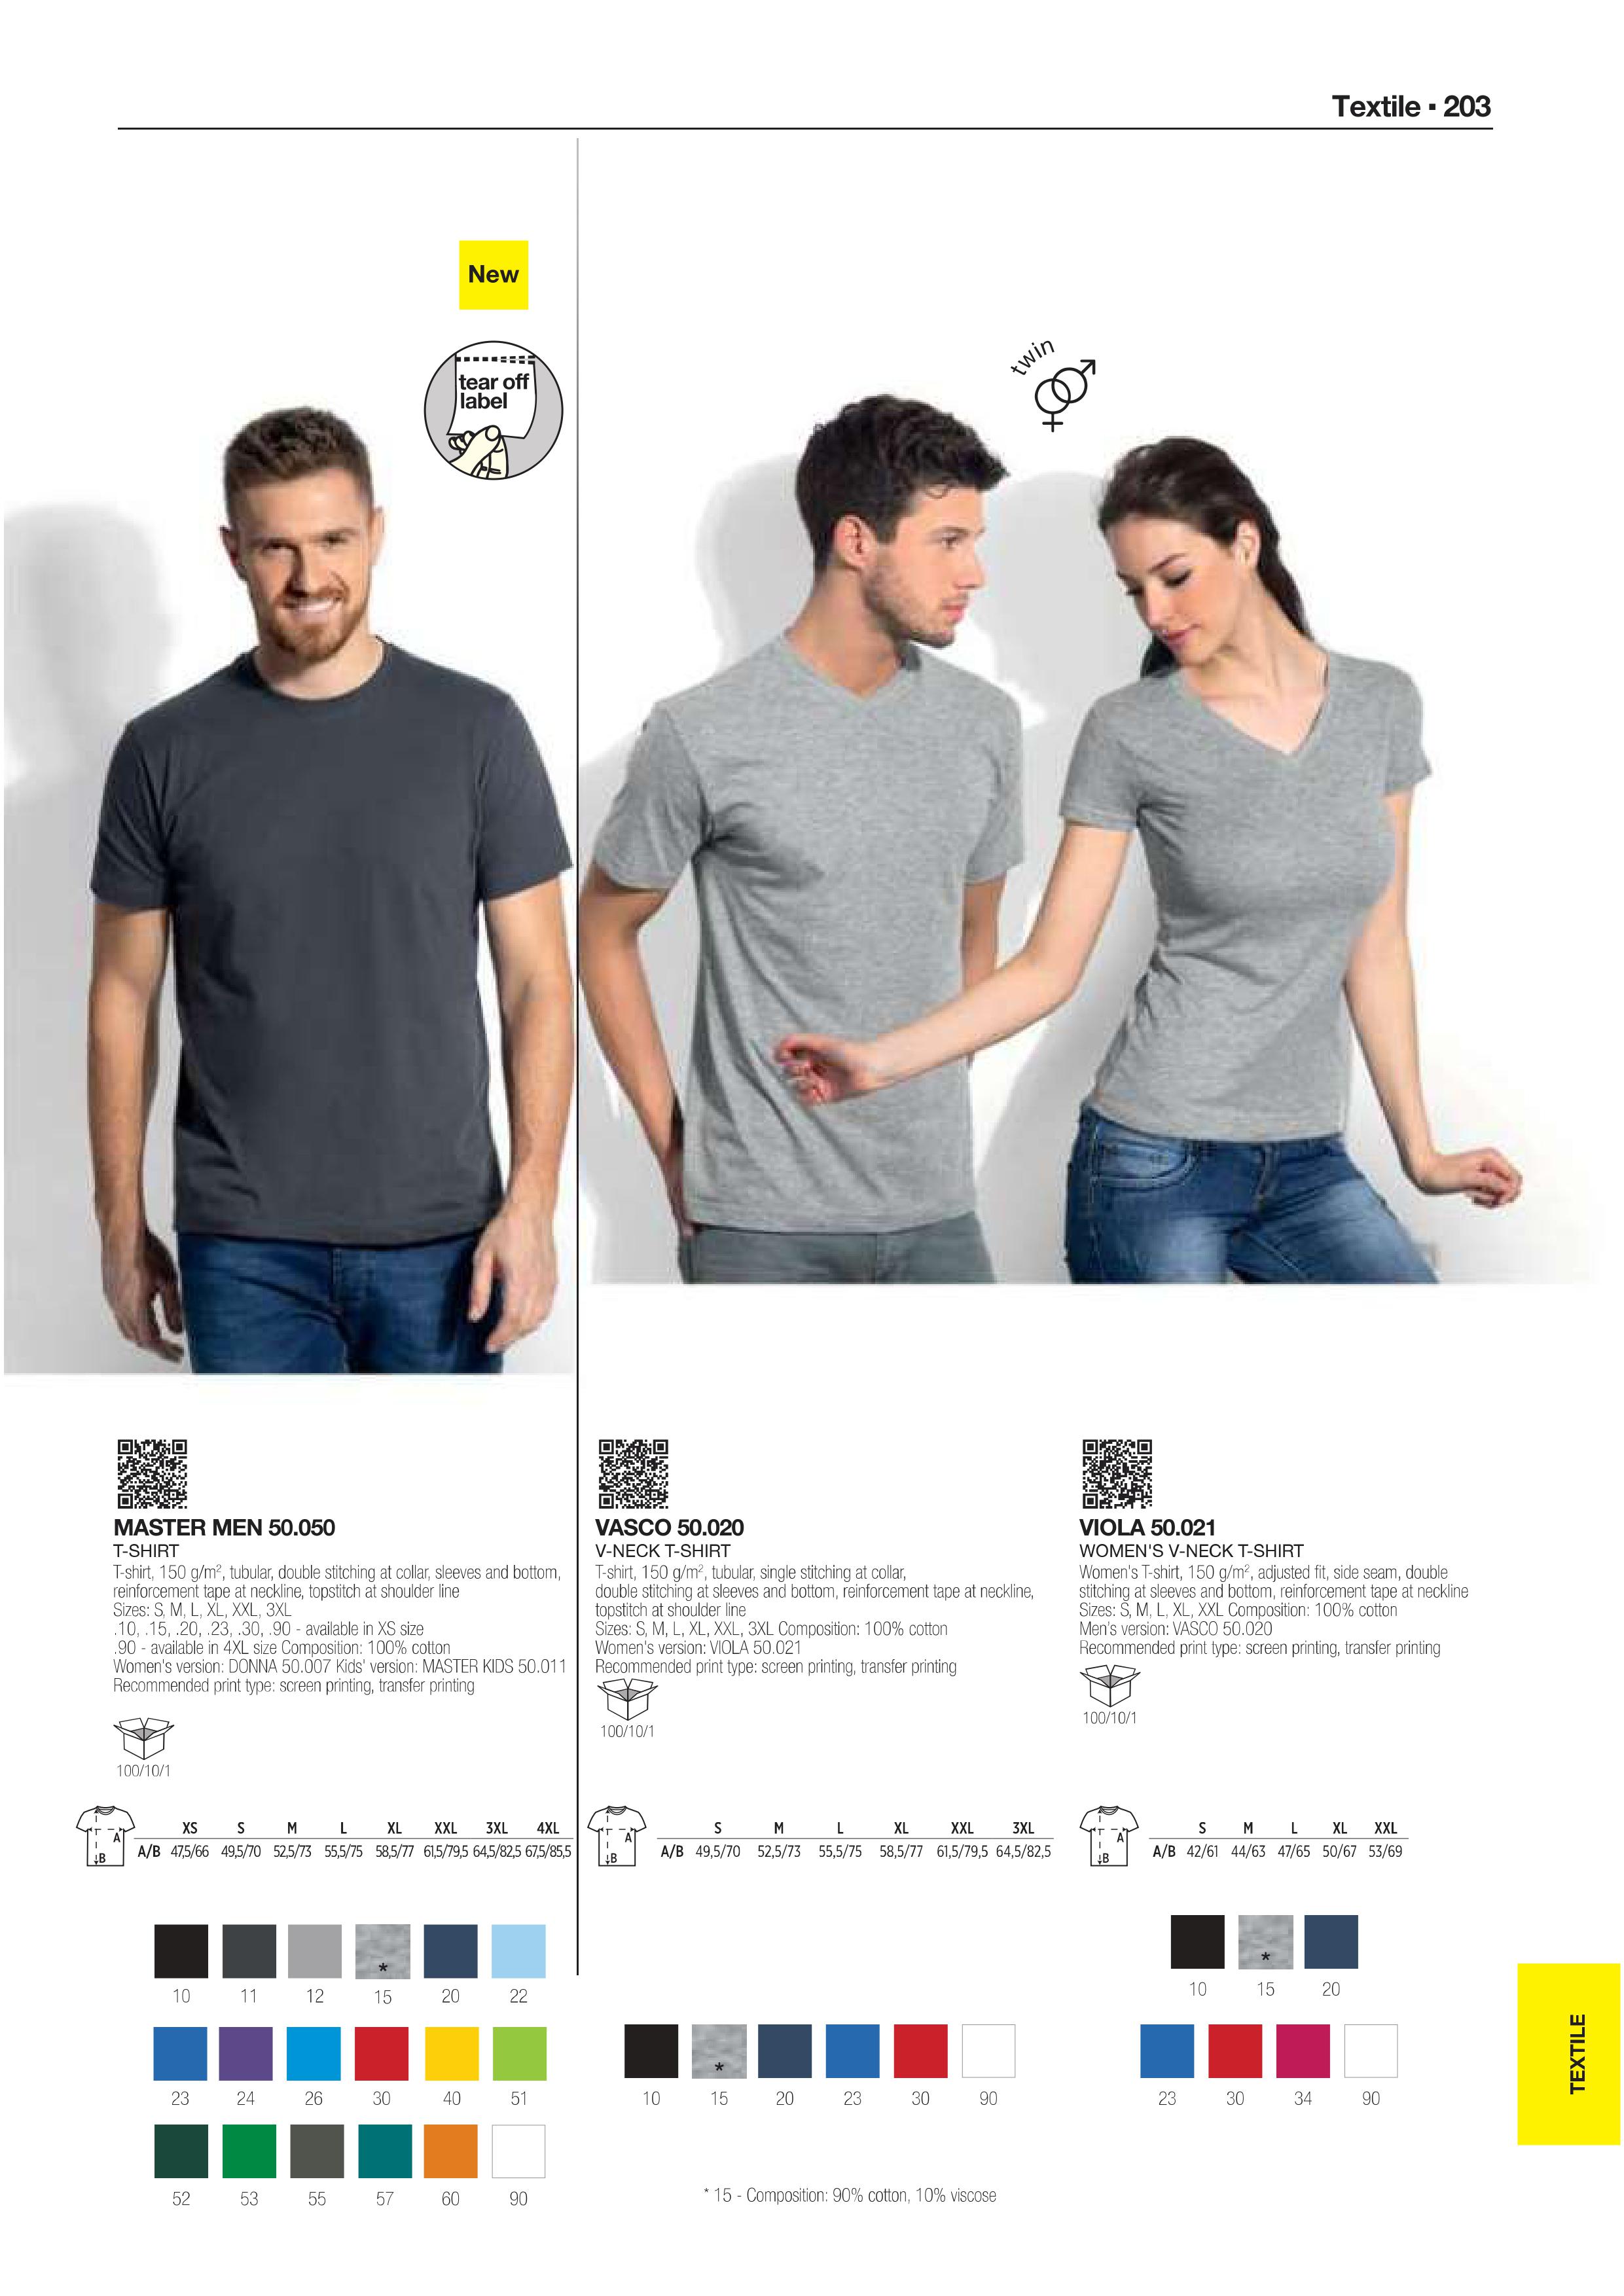 Textile ▪ 203
New
tear off
label
twin
MASTER MEN 50.050
T-SHIRT
T-shirt, 150 g/m², tubular, double stitching at collar, sleeves and bottom,
reinforcement tape at neckline, topstitch at shoulder line
Sizes: S, M, L, XL, XXL, 3XL
.10, .15, .20, .23, .30, .90 - available in XS size
.90 - available in 4XL size Composition: 100% cotton
Women's version: DONNA 50.007 Kids' version: MASTER KIDS 50.011
Recommended print type: screen printing, transfer printing
100/10/1
XS S M L XL XXL 3XL 4XL
A/B 47,5/66 49,5/70 52,5/73 55,5/75 58,5/77 61,5/79,5 64,5/82,5 67,5/85,5
A
B
10 11 12 15 20 22
*
23 24 26 30 40 51
52 53 55 57 60 90
VASCO 50.020
V-NECK T-SHIRT
T-shirt, 150 g/m², tubular, single stitching at collar,
double stitching at sleeves and bottom, reinforcement tape at neckline,
topstitch at shoulder line
Sizes: S, M, L, XL, XXL, 3XL Composition: 100% cotton
Women's version: VIOLA 50.021
Recommended print type: screen printing, transfer printing
100/10/1
S M L XL XXL 3XL
A/B 49,5/70 52,5/73 55,5/75 58,5/77 61,5/79,5 64,5/82,5
A
B
*
10 15 20 23 30 90
VIOLA 50.021
WOMEN'S V-NECK T-SHIRT
Women's T-shirt, 150 g/m², adjusted fit, side seam, double
stitching at sleeves and bottom, reinforcement tape at neckline
Sizes: S, M, L, XL, XXL Composition: 100% cotton
Men's version: VASCO 50.020
Recommended print type: screen printing, transfer printing
100/10/1
S M L XL XXL
A/B 42/61 44/63 47/65 50/67 53/69
A
B
*
10 15 20
23 30 34 90
* 15 - Composition: 90% cotton, 10% viscose
TEXTILE